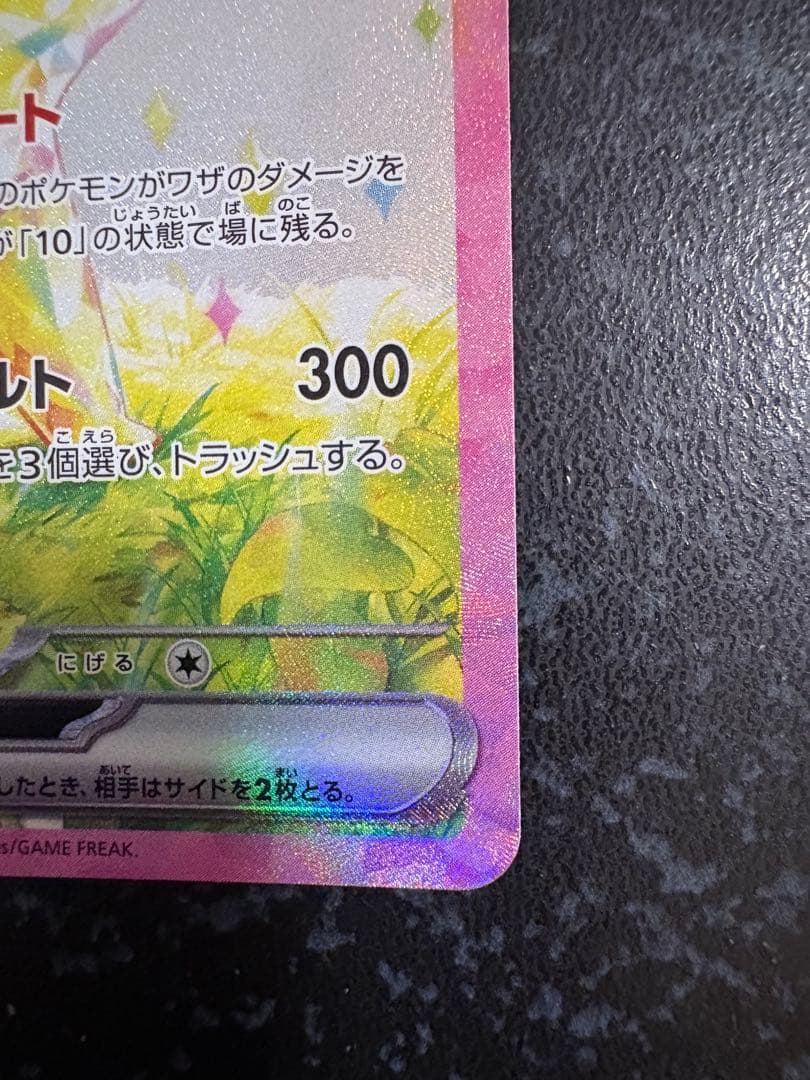 ート
のポケモンがワザのダメージを
じょうたい ば のこ
が「10」の状態で場に残る。
ルト 300
こ えら
を3個選び、トラッシュする。
にげる
あいて まい
したとき、相手はサイドを2枚とる。
s/GAME FREAK.